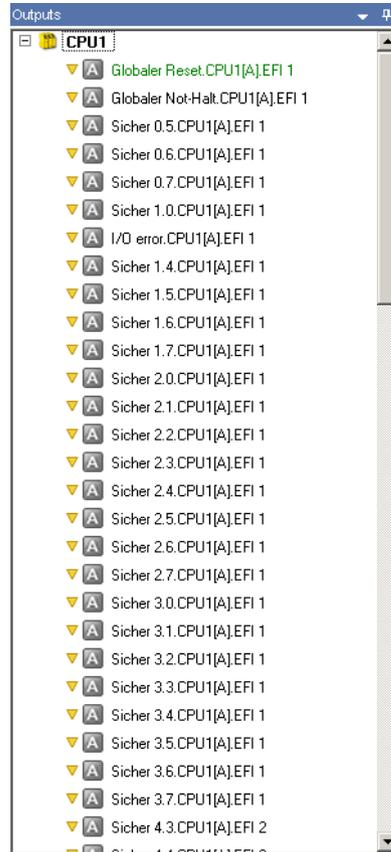 Outputs
CPU1
A Globaler Reset.CPU1[A].EFI 1
A Globaler Not-Halt.CPU1[A].EFI 1
A Sicher 0.5.CPU1[A].EFI 1
A Sicher 0.6.CPU1[A].EFI 1
A Sicher 0.7.CPU1[A].EFI 1
A Sicher 1.0.CPU1[A].EFI 1
A I/O error.CPU1[A].EFI 1
A Sicher 1.4.CPU1[A].EFI 1
A Sicher 1.5.CPU1[A].EFI 1
A Sicher 1.6.CPU1[A].EFI 1
A Sicher 1.7.CPU1[A].EFI 1
A Sicher 2.0.CPU1[A].EFI 1
A Sicher 2.1.CPU1[A].EFI 1
A Sicher 2.2.CPU1[A].EFI 1
A Sicher 2.3.CPU1[A].EFI 1
A Sicher 2.4.CPU1[A].EFI 1
A Sicher 2.5.CPU1[A].EFI 1
A Sicher 2.6.CPU1[A].EFI 1
A Sicher 2.7.CPU1[A].EFI 1
A Sicher 3.0.CPU1[A].EFI 1
A Sicher 3.1.CPU1[A].EFI 1
A Sicher 3.2.CPU1[A].EFI 1
A Sicher 3.3.CPU1[A].EFI 1
A Sicher 3.4.CPU1[A].EFI 1
A Sicher 3.5.CPU1[A].EFI 1
A Sicher 3.6.CPU1[A].EFI 1
A Sicher 3.7.CPU1[A].EFI 1
A Sicher 4.3.CPU1[A].EFI 2